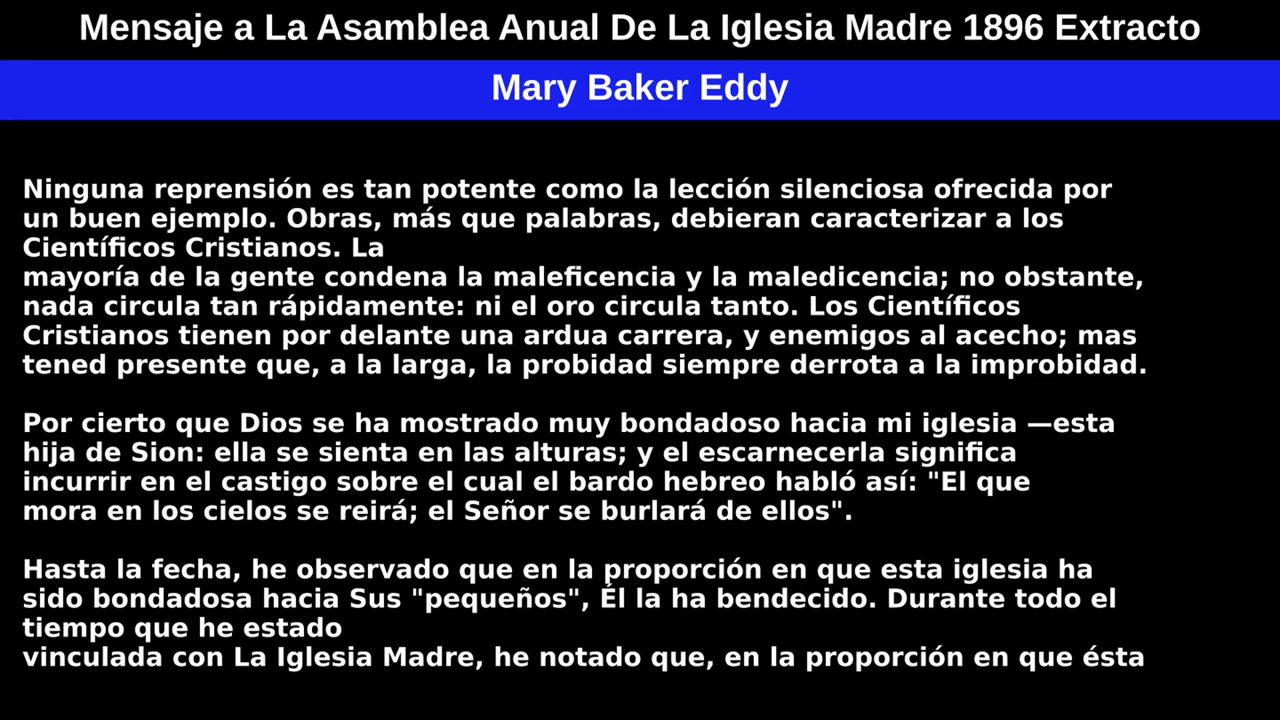 Mensaje a La Asamblea Anual De La Iglesia Madre 1896 Extracto
Mary Baker Eddy
Ninguna reprensión es tan potente como la lección silenciosa ofrecida por
un buen ejemplo. Obras, más que palabras, debieran caracterizar a los
Científicos Cristianos. La
mayoría de la gente condena la maleficencia y la maledicencia; no obstante,
nada circula tan rápidamente: ni el oro circula tanto. Los Científicos
Cristianos tienen por delante una ardua carrera, y enemigos al acecho; mas
tened presente que, a la larga, la probidad siempre derrota a la improbidad.
Por cierto que Dios se ha mostrado muy bondadoso hacia mi iglesia —esta
hija de Sion: ella se sienta en las alturas; y el escarnecerla significa
incurrir en el castigo sobre el cual el bardo hebreo habló así: "El que
mora en los cielos se reirá; el Señor se burlará de ellos".
Hasta la fecha, he observado que en la proporción en que esta iglesia ha
sido bondadosa hacia Sus "pequeños", Él la ha bendecido. Durante todo el
tiempo que he estado
vinculada con La Iglesia Madre, he notado que, en la proporción en que ésta